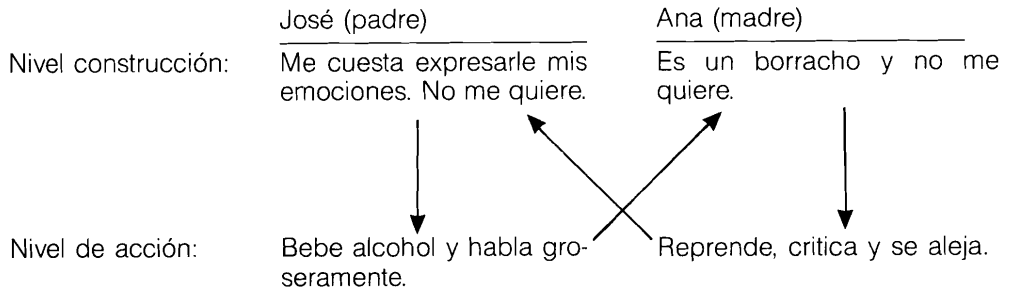 José (padre) Ana (madre)
Nivel construcción: Me cuesta expresarle mis Es un borracho y no me
emociones. No me quiere. quiere.
Nivel de acción: Bebe alcohol y habla gro- Reprende, critica y se aleja.
seramente.